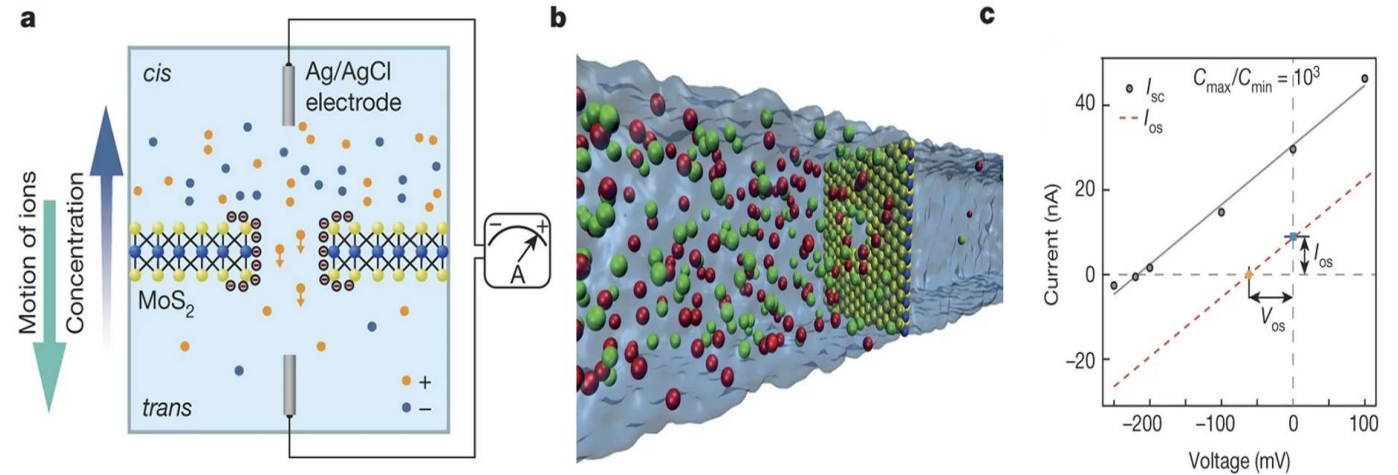 a
cis
Ag/AgCl
electrode
Motion of ions
Concentration
MoS₂
trans
+
−
− +
A
b
c
Cmax/Cmin = 10³
Isc
Ios
40
20
0
−20
Current (nA)
Ios
Vos
−200 −100 0 100
Voltage (mV)